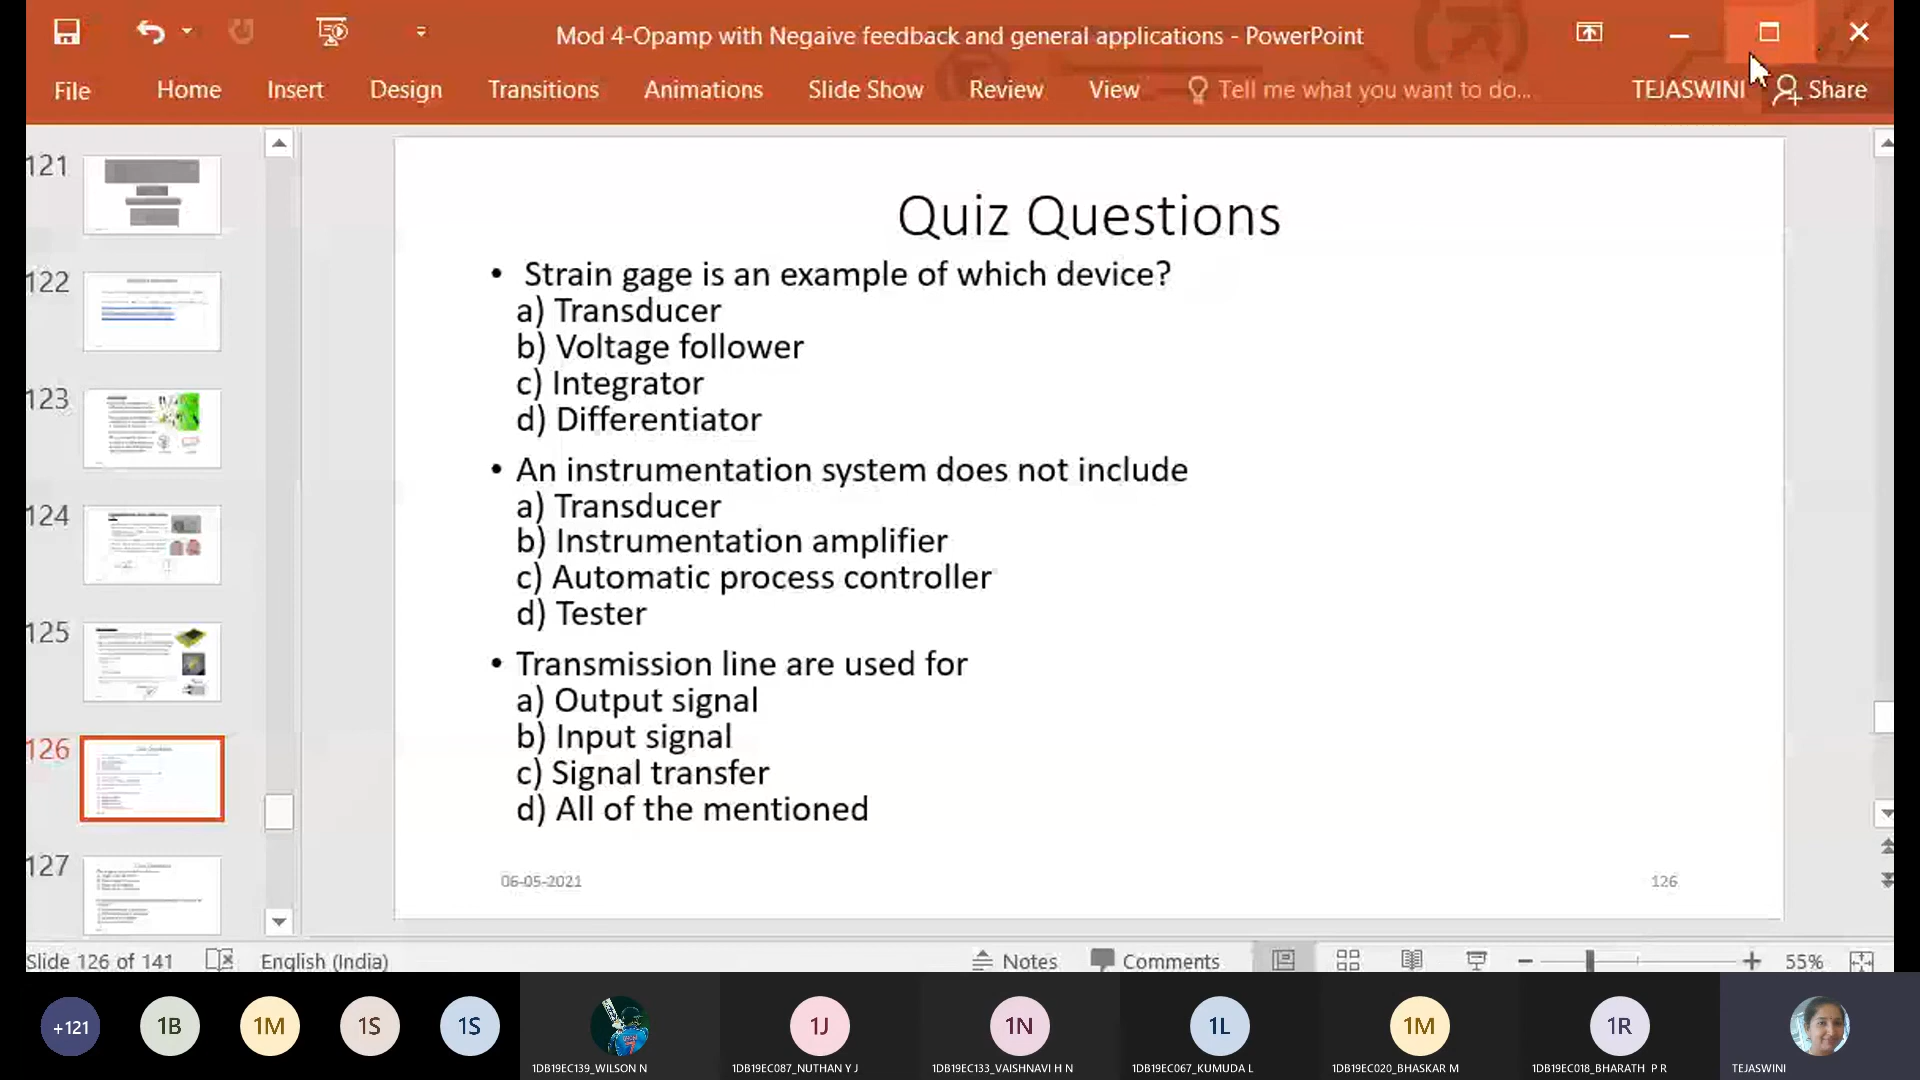 Mod 4-Opamp with Negaive feedback and general applications - PowerPoint
File Home Insert Design Transitions Animations Slide Show Review View Tell me what you want to do... TEJASWINI Share
121
122
123
124
125
126
127
Quiz Questions
• Strain gage is an example of which device?
a) Transducer
b) Voltage follower
c) Integrator
d) Differentiator
• An instrumentation system does not include
a) Transducer
b) Instrumentation amplifier
c) Automatic process controller
d) Tester
• Transmission line are used for
a) Output signal
b) Input signal
c) Signal transfer
d) All of the mentioned
06-05-2021 126
Slide 126 of 141 English (India) Notes Comments 55%
+121 1B 1M 1S 1S 1J 1N 1L 1M 1R
1DB19EC139_WILSON N 1DB19EC087_NUTHAN Y J 1DB19EC133_VAISHNAVI H N 1DB19EC067_KUMUDA L 1DB19EC020_BHASKAR M 1DB19EC018_BHARATH P R TEJASWINI